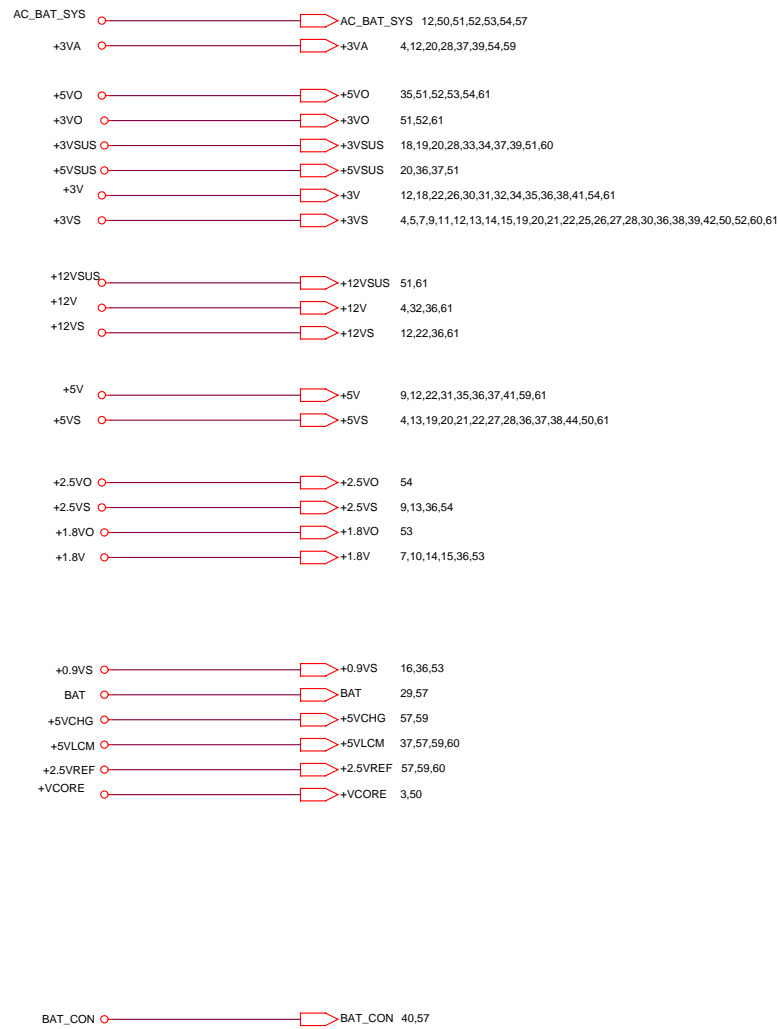 AC_BAT_SYS AC_BAT_SYS 12,50,51,52,53,54,57
+3VA +3VA 4,12,20,28,37,39,54,59
+5VO +5VO 35,51,52,53,54,61
+3VO +3VO 51,52,61
+3VSUS +3VSUS 18,19,20,28,33,34,37,39,51,60
+5VSUS +5VSUS 20,36,37,51
+3V +3V 12,18,22,26,30,31,32,34,35,36,38,41,54,61
+3VS +3VS 4,5,7,9,11,12,13,14,15,19,20,21,22,25,26,27,28,30,36,38,39,42,50,52,60,61
+12VSUS +12VSUS 51,61
+12V +12V 4,32,36,61
+12VS +12VS 12,22,36,61
+5V +5V 9,12,22,31,35,36,37,41,59,61
+5VS +5VS 4,13,19,20,21,22,27,28,36,37,38,44,50,61
+2.5VO +2.5VO 54
+2.5VS +2.5VS 9,13,36,54
+1.8VO +1.8VO 53
+1.8V +1.8V 7,10,14,15,36,53
+0.9VS +0.9VS 16,36,53
BAT BAT 29,57
+5VCHG +5VCHG 57,59
+5VLCM +5VLCM 37,57,59,60
+2.5VREF +2.5VREF 57,59,60
+VCORE +VCORE 3,50
BAT_CON BAT_CON 40,57